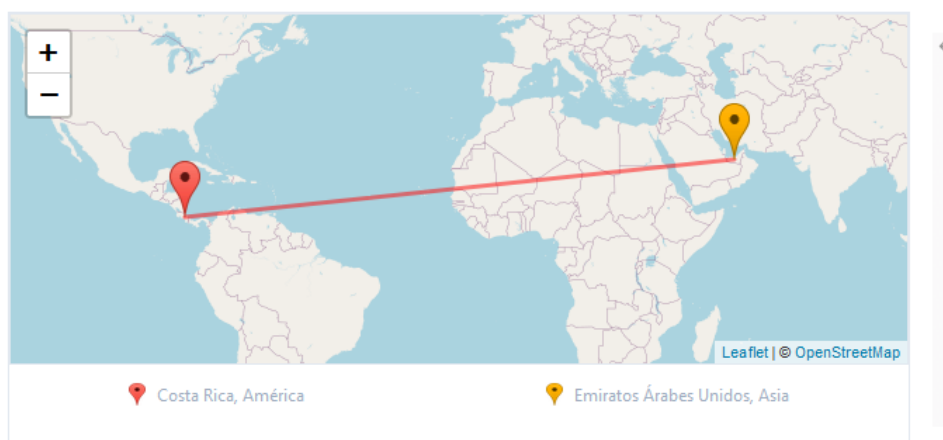 +
−
Leaflet | © OpenStreetMap
Costa Rica, América
Emiratos Árabes Unidos, Asia